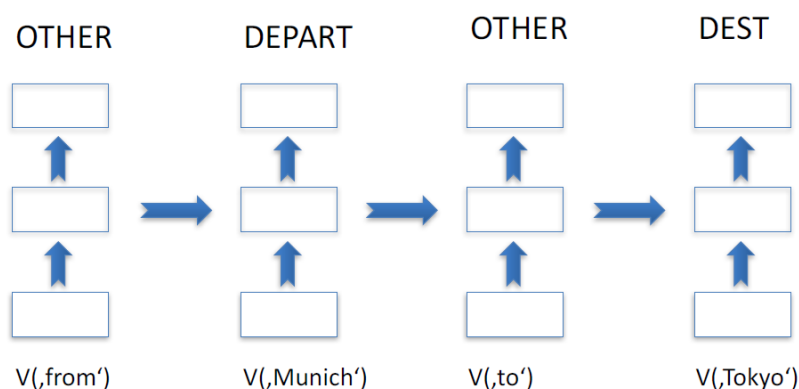 OTHER DEPART OTHER DEST
V(‚from‘) V(‚Munich‘) V(‚to‘) V(‚Tokyo‘)